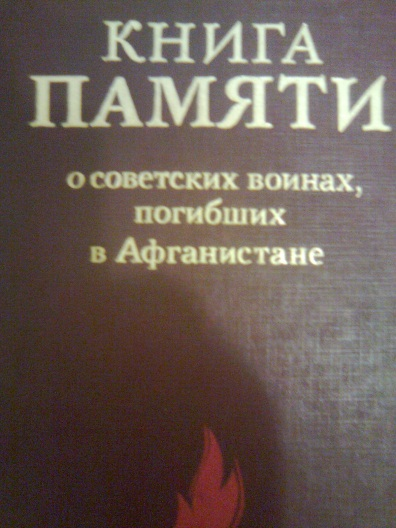 КНИГА
ПАМЯТИ
о советских воинах,
погибших
в Афганистане